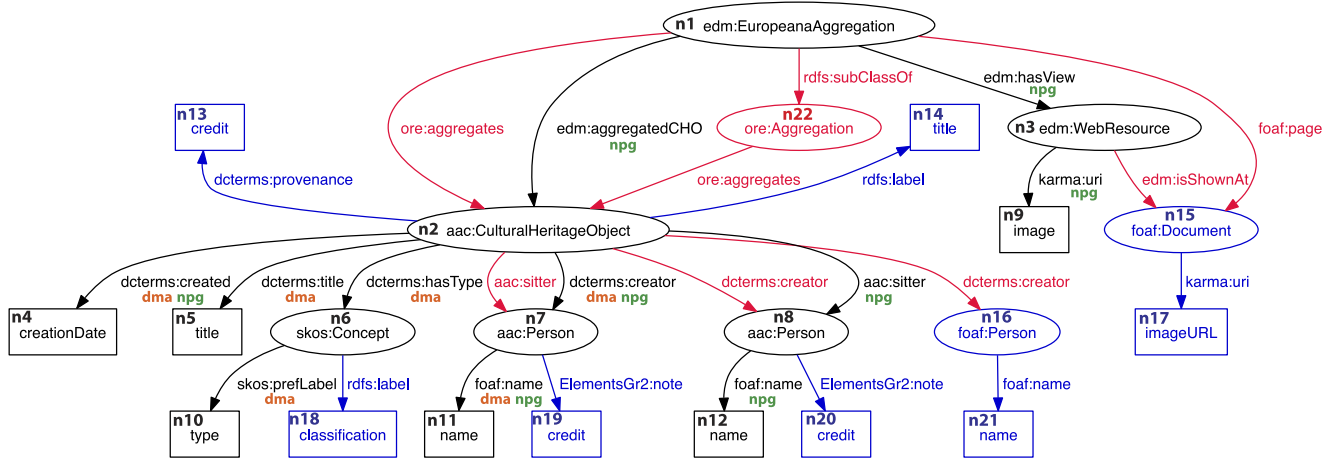 n1 edm:EuropeanaAggregation
rdfs:subClassOf
edm:hasView
npg
n13
credit
ore:aggregates
edm:aggregatedCHO
npg
n22
ore:Aggregation
n14
title
n3 edm:WebResource
foaf:page
dcterms:provenance
ore:aggregates
rdfs:label
karma:uri
npg
edm:isShownAt
n2 aac:CulturalHeritageObject
n9
image
n15
foaf:Document
dcterms:created
dma npg
dcterms:title
dma
dcterms:hasType
dma
aac:sitter
dcterms:creator
dma npg
dcterms:creator
aac:sitter
npg
dcterms:creator
karma:uri
n4
creationDate
n5
title
n6
skos:Concept
n7
aac:Person
n8
aac:Person
n16
foaf:Person
n17
imageURL
skos:prefLabel
dma
rdfs:label
foaf:name
dma npg
ElementsGr2:note
foaf:name
npg
ElementsGr2:note
foaf:name
n10
type
n18
classification
n11
name
n19
credit
n12
name
n20
credit
n21
name